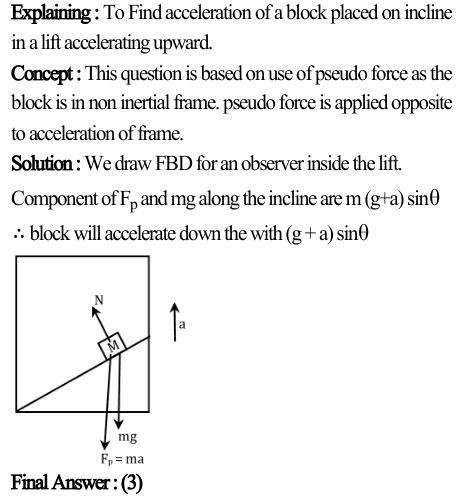 Explaining : To Find acceleration of a block placed on incline
in a lift accelerating upward.
Concept : This question is based on use of pseudo force as the
block is in non inertial frame. pseudo force is applied opposite
to acceleration of frame.
Solution : We draw FBD for an observer inside the lift.
Component of Fₚ and mg along the incline are m (g+a) sinθ
∴ block will accelerate down the with (g + a) sinθ
N
a
M
mg
Fₚ = ma
Final Answer : (3)